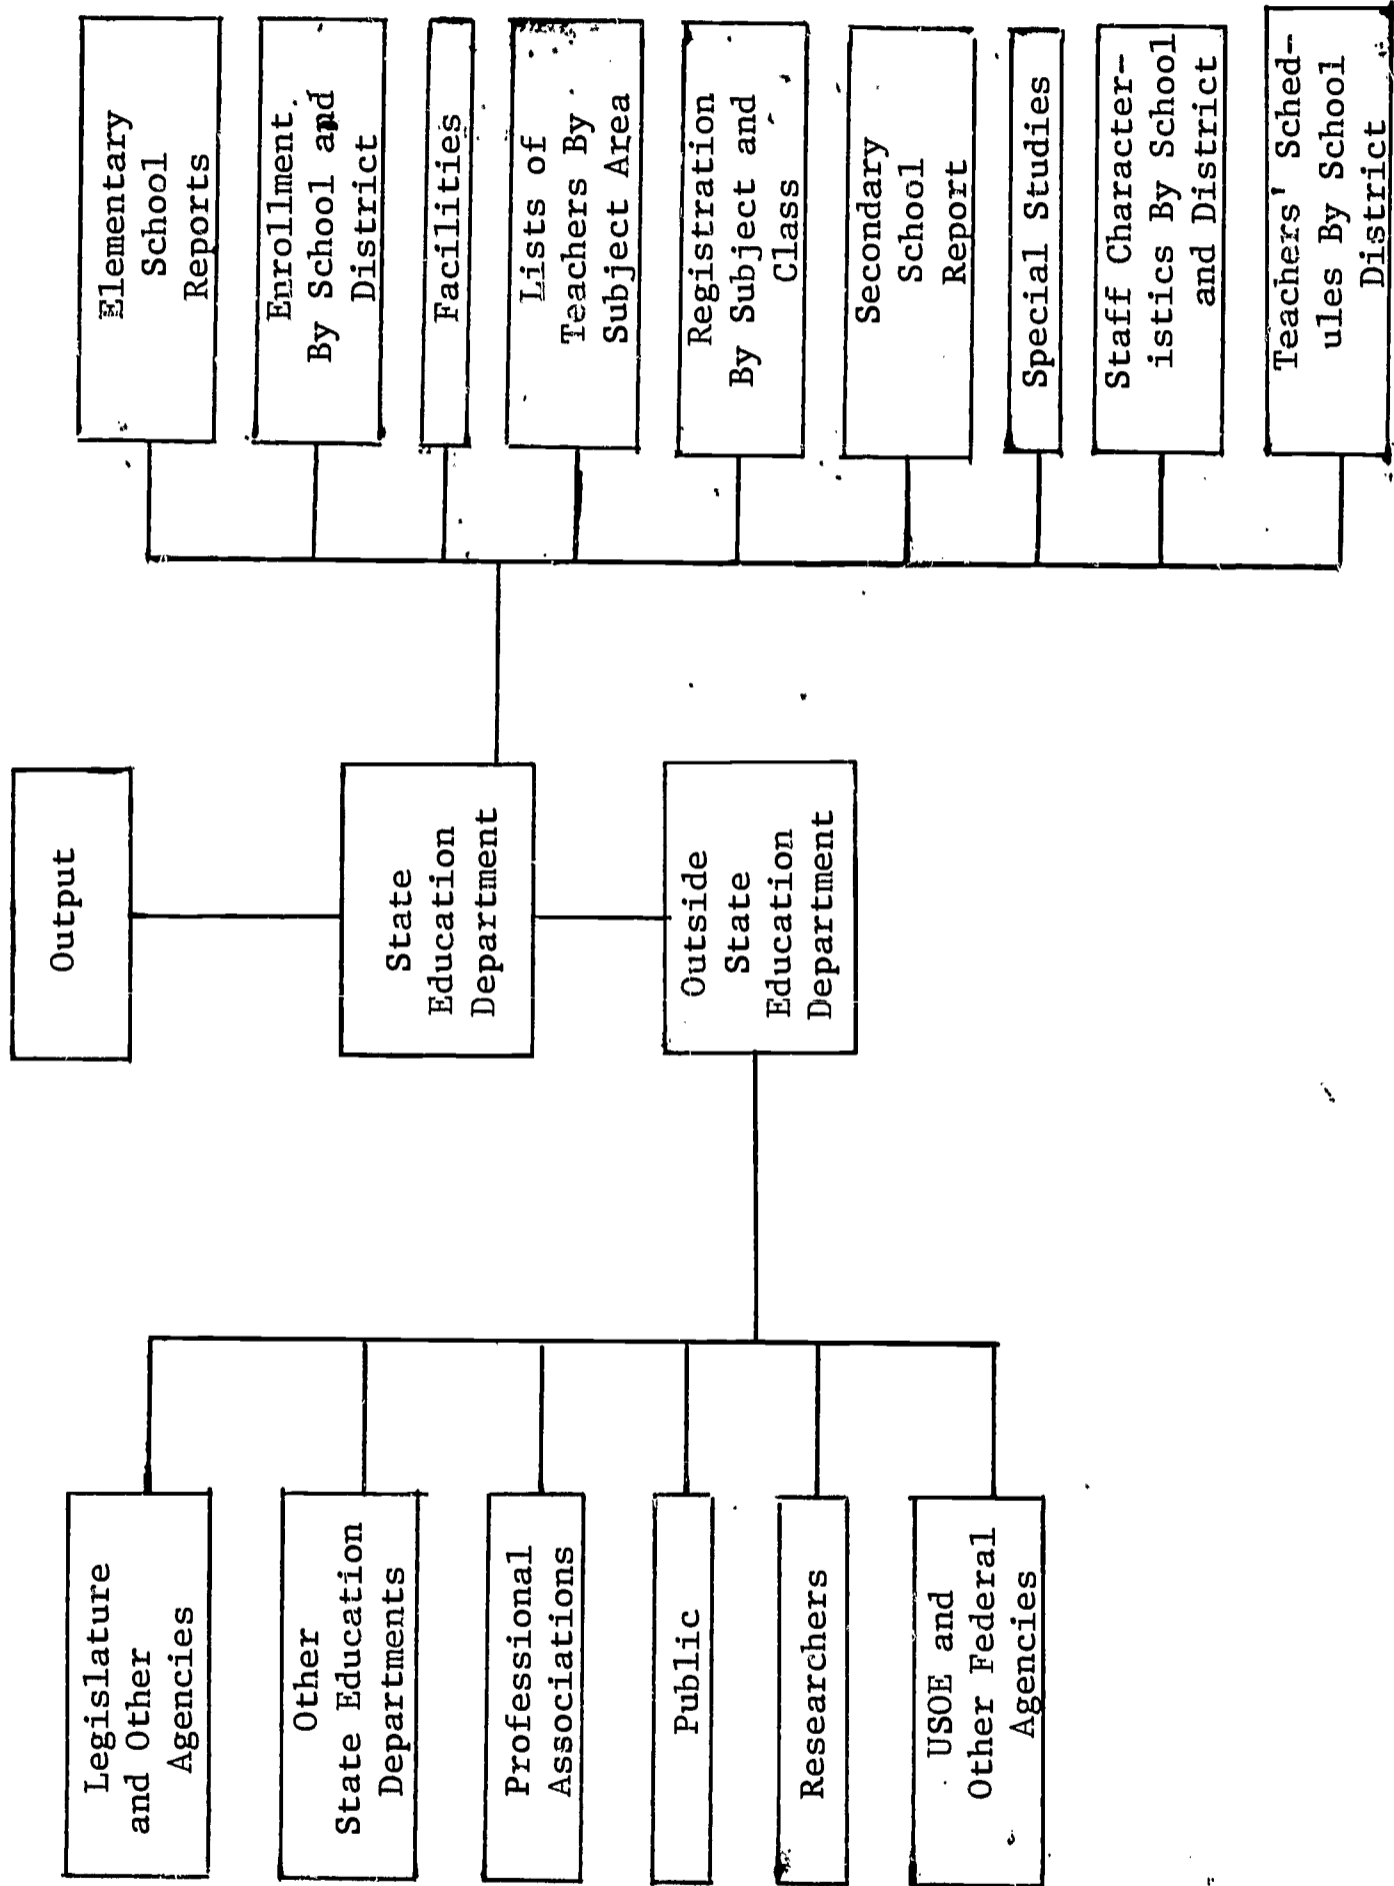 Output
State
Education
Department
Outside
State
Education
Department
Elementary
School
Reports
Enrollment
By School and
District
Facilities
Lists of
Teachers By
Subject Area
Registration
By Subject and
Class
Secondary
School
Report
Special Studies
Staff Character-
istics By School
and District
Teachers' Sched-
ules By School
District
Legislature
and Other
Agencies
Other
State Education
Departments
Professional
Associations
Public
Researchers
USOE and
Other Federal
Agencies